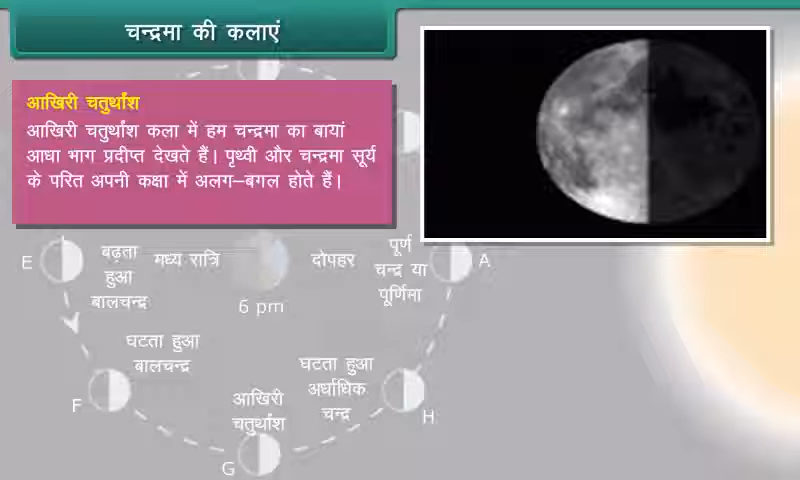 चन्द्रमा की कलाएं
आखिरी चतुर्थांश
आखिरी चतुर्थांश कला में हम चन्द्रमा का बायां
आधा भाग प्रदीप्त देखते हैं। पृथ्वी और चन्द्रमा सूर्य
के परित अपनी कक्षा में अलग–बगल होते हैं।
E
बढ़ता
हुआ
बालचन्द्र
मध्य रात्रि
दोपहर
पूर्ण
चन्द्र या
पूर्णिमा
A
6 pm
घटता हुआ
बालचन्द्र
घटता हुआ
अर्धाधिक
चन्द्र
आखिरी
चतुर्थांश
F
H
G